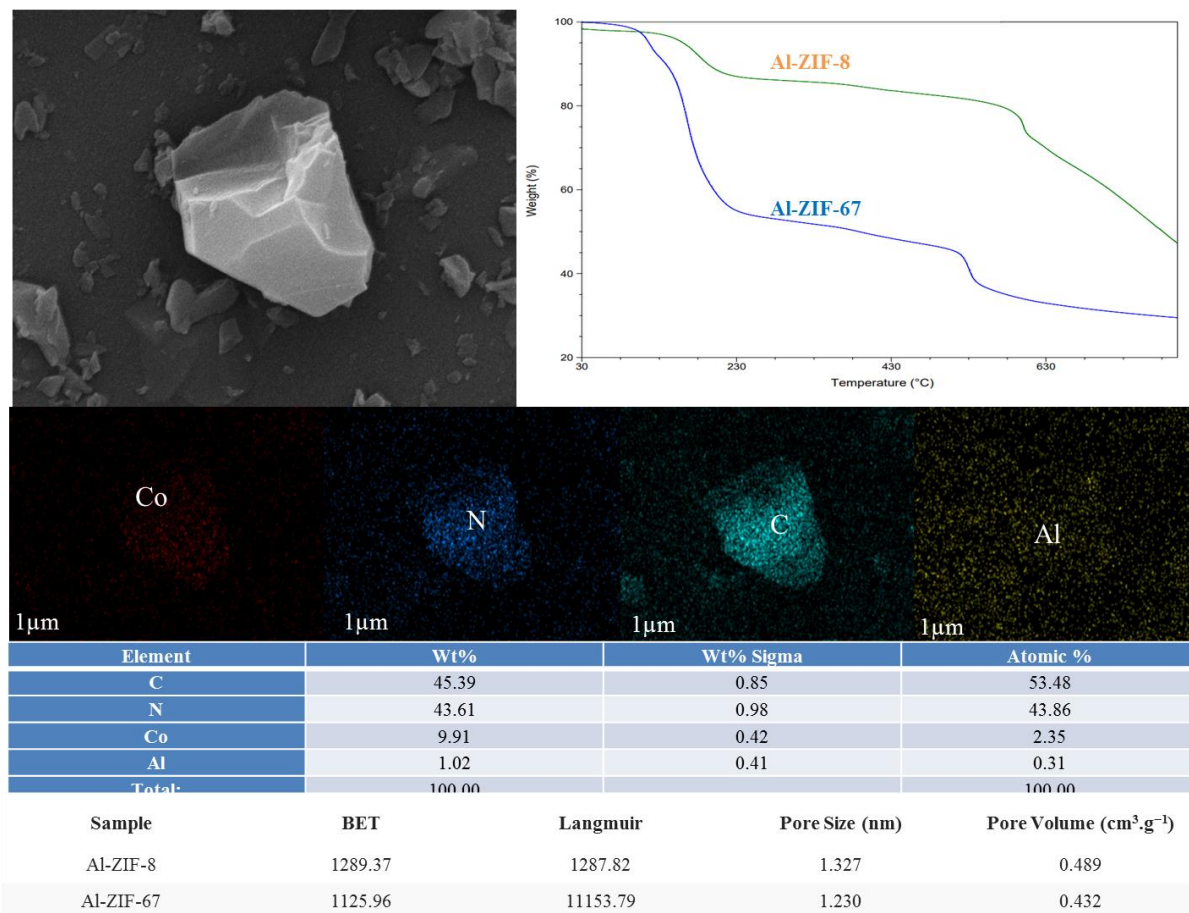 100
80
60
40
20
Weight (%)
Al-ZIF-8
Al-ZIF-67
30 230 430 630
Temperature (°C)
Co N C Al
1μm 1μm 1μm 1μm
Element Wt% Wt% Sigma Atomic %
C 45.39 0.85 53.48
N 43.61 0.98 43.86
Co 9.91 0.42 2.35
Al 1.02 0.41 0.31
Total: 100.00 100.00
Sample BET Langmuir Pore Size (nm) Pore Volume (cm³.g⁻¹)
Al-ZIF-8 1289.37 1287.82 1.327 0.489
Al-ZIF-67 1125.96 11153.79 1.230 0.432